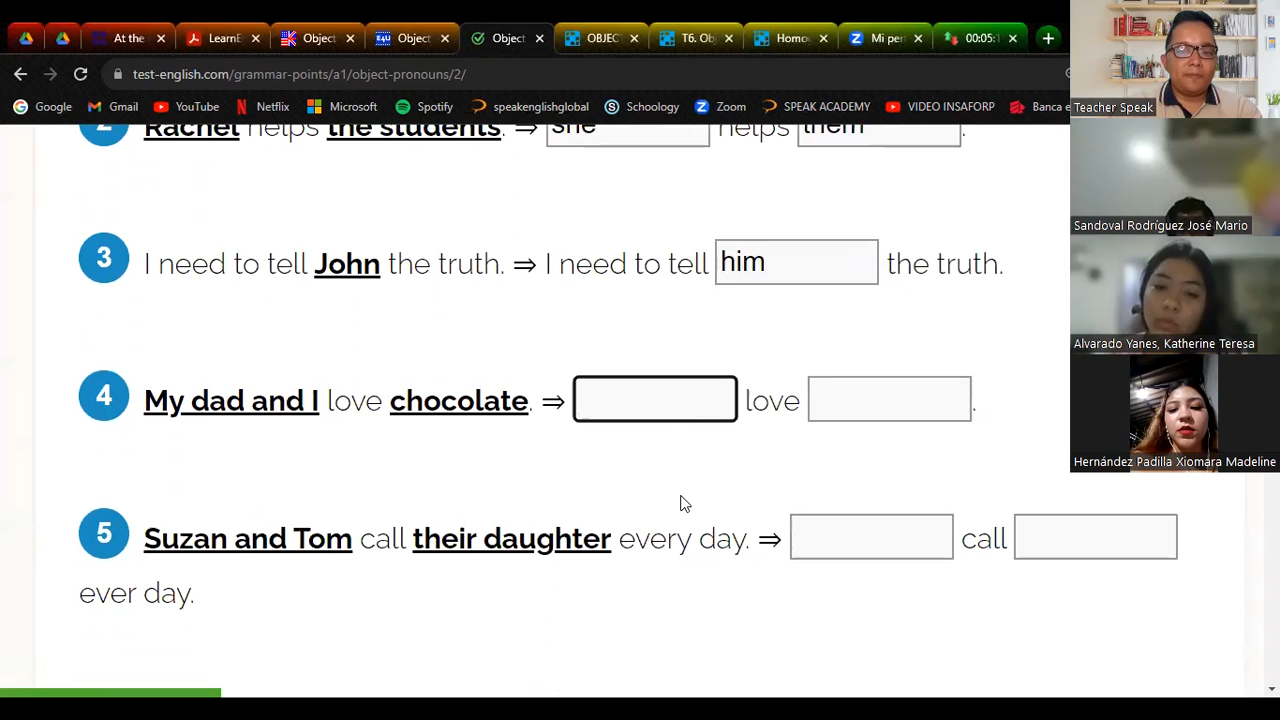 At the
LearnE
Object
Object
Object
OBJEC
T6. Obj
Homo
Mi per
00:05:1
test-english.com/grammar-points/a1/object-pronouns/2/
Google
Gmail
YouTube
Netflix
Microsoft
Spotify
speakenglishglobal
Schoology
Zoom
SPEAK ACADEMY
VIDEO INSAFORP
Banca e
2 Rachel helps the students. ⇒ she helps them.
3 I need to tell John the truth. ⇒ I need to tell him the truth.
4 My dad and I love chocolate. ⇒ love .
5 Suzan and Tom call their daughter every day. ⇒ call
ever day.
Teacher Speak
Sandoval Rodríguez José Mario
Alvarado Yanes, Katherine Teresa
Hernández Padilla Xiomara Madeline